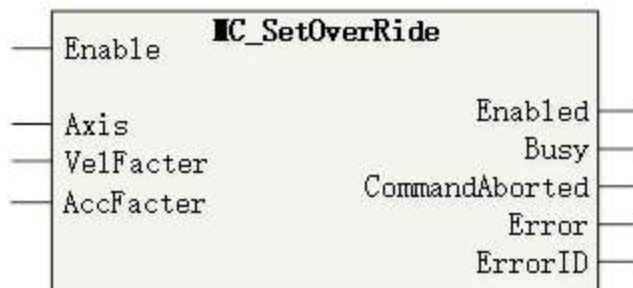 MC_SetOverRide
Enable
Axis
VelFacter
AccFacter
Enabled
Busy
CommandAborted
Error
ErrorID